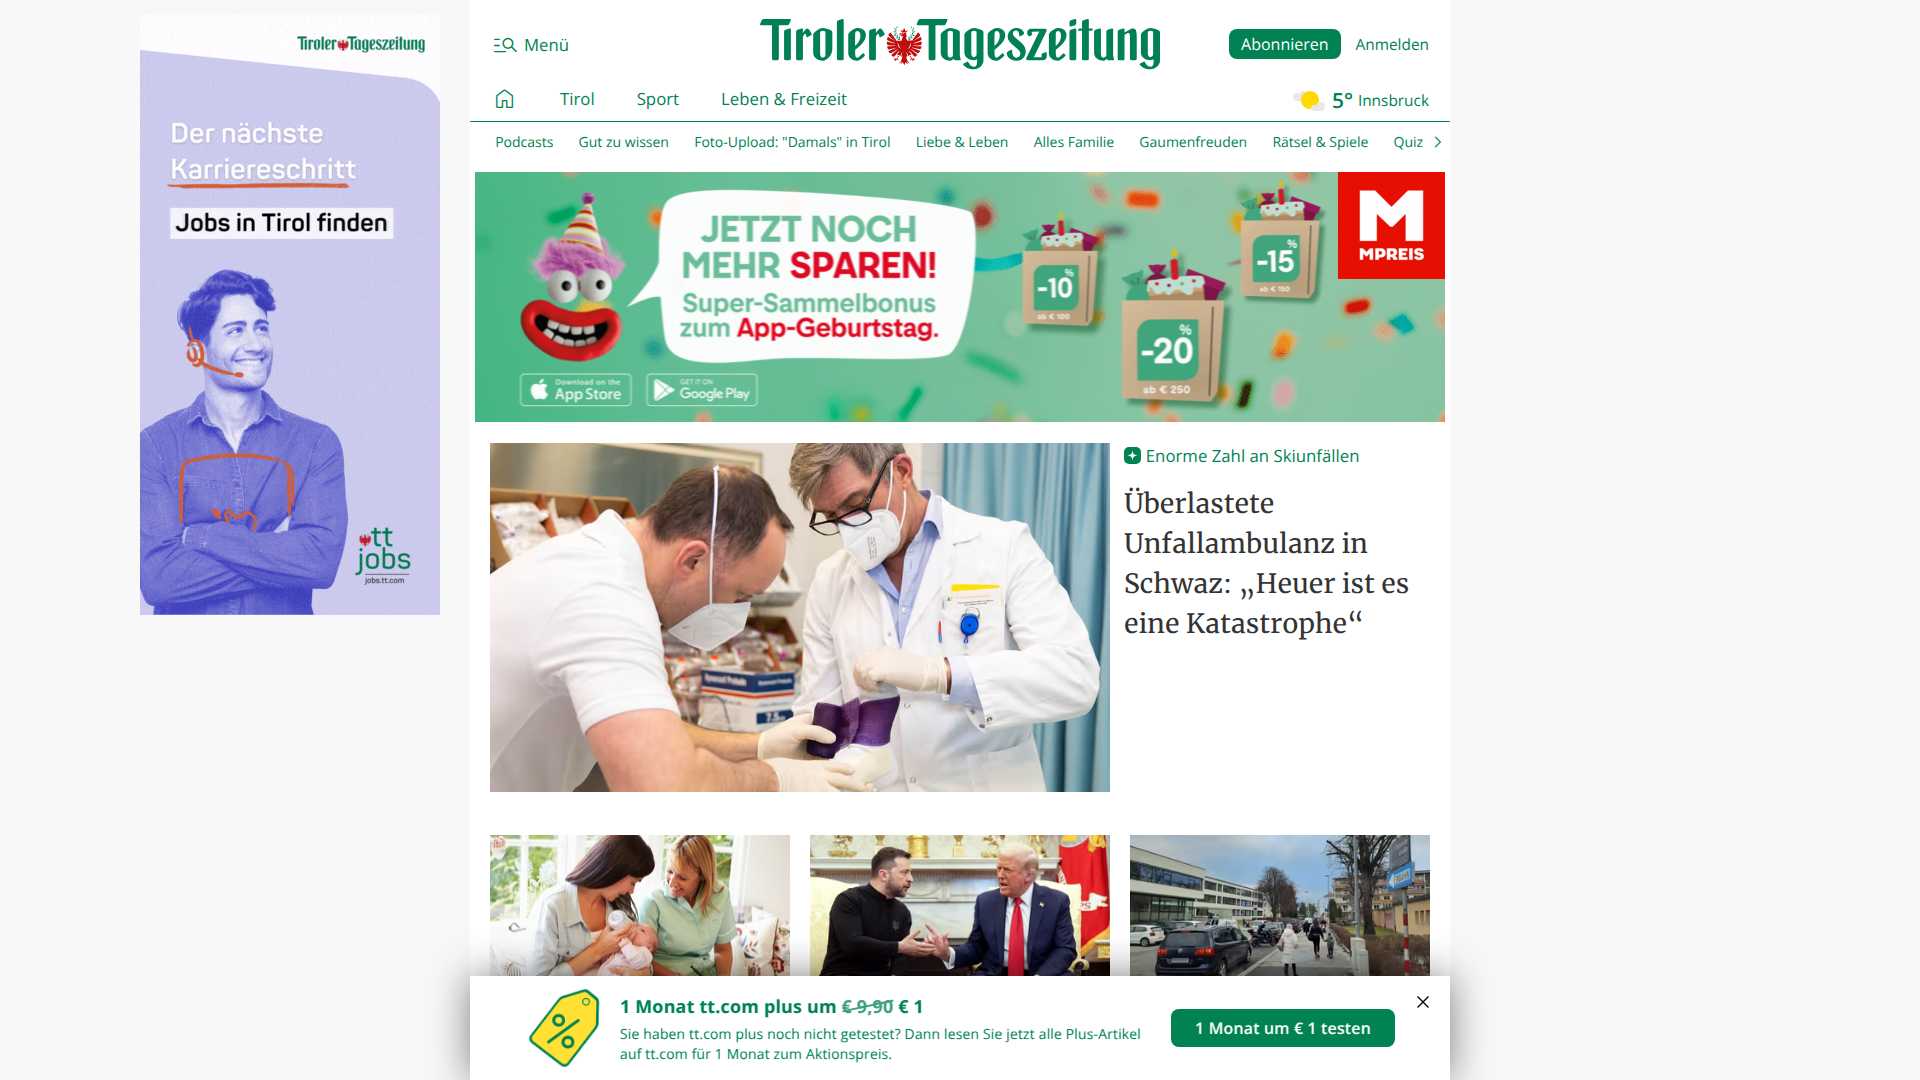 Tiroler Tageszeitung
Der nächste
Karriereschritt
Jobs in Tirol finden
tt
jobs
jobs.tt.com
Menü
Tiroler Tageszeitung
Abonnieren
Anmelden
Tirol
Sport
Leben & Freizeit
5° Innsbruck
Podcasts
Gut zu wissen
Foto-Upload: "Damals" in Tirol
Liebe & Leben
Alles Familie
Gaumenfreuden
Rätsel & Spiele
Quiz
JETZT NOCH
MEHR SPAREN!
Super-Sammelbonus
zum App-Geburtstag.
Download on the
App Store
GET IT ON
Google Play
-10 %
ab € 100
-20 %
ab € 250
-15 %
ab € 150
M
MPREIS
Enorme Zahl an Skiunfällen
Überlastete
Unfallambulanz in
Schwaz: „Heuer ist es
eine Katastrophe“
1 Monat tt.com plus um € 9,90 € 1
Sie haben tt.com plus noch nicht getestet? Dann lesen Sie jetzt alle Plus-Artikel
auf tt.com für 1 Monat zum Aktionspreis.
1 Monat um € 1 testen